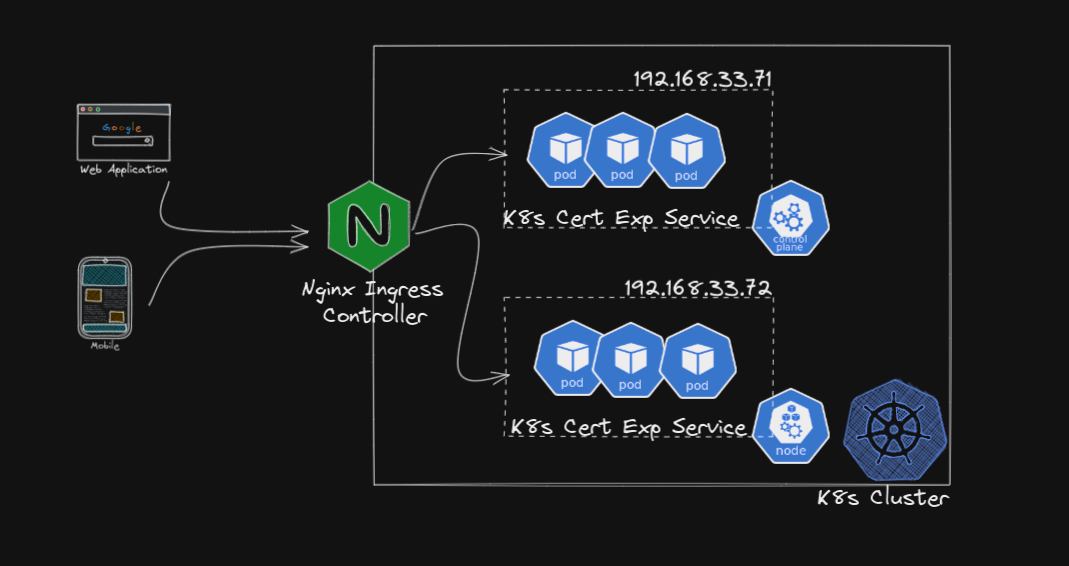 192.168.33.71
Google
pod
pod
pod
Web Application
K8s Cert Exp Service
control
plane
N
Nginx Ingress
Controller
192.168.33.72
Mobile
pod
pod
pod
K8s Cert Exp Service
node
K8s Cluster